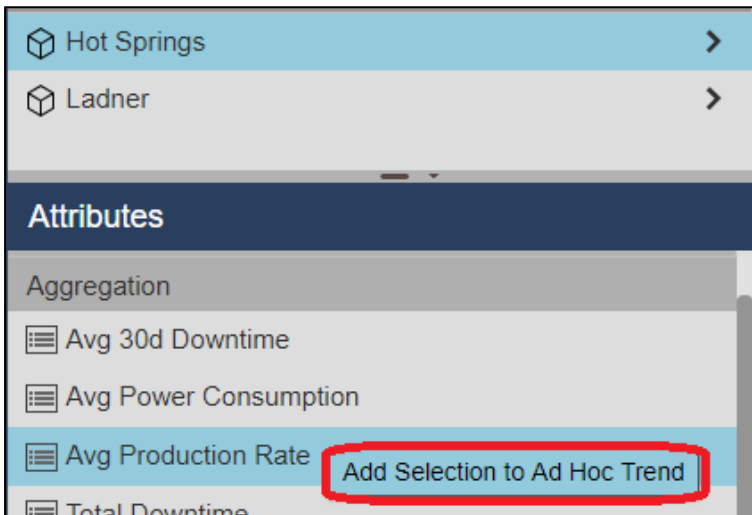 Hot Springs
Ladner
Attributes
Aggregation
Avg 30d Downtime
Avg Power Consumption
Avg Production Rate
Add Selection to Ad Hoc Trend
Total Downtime